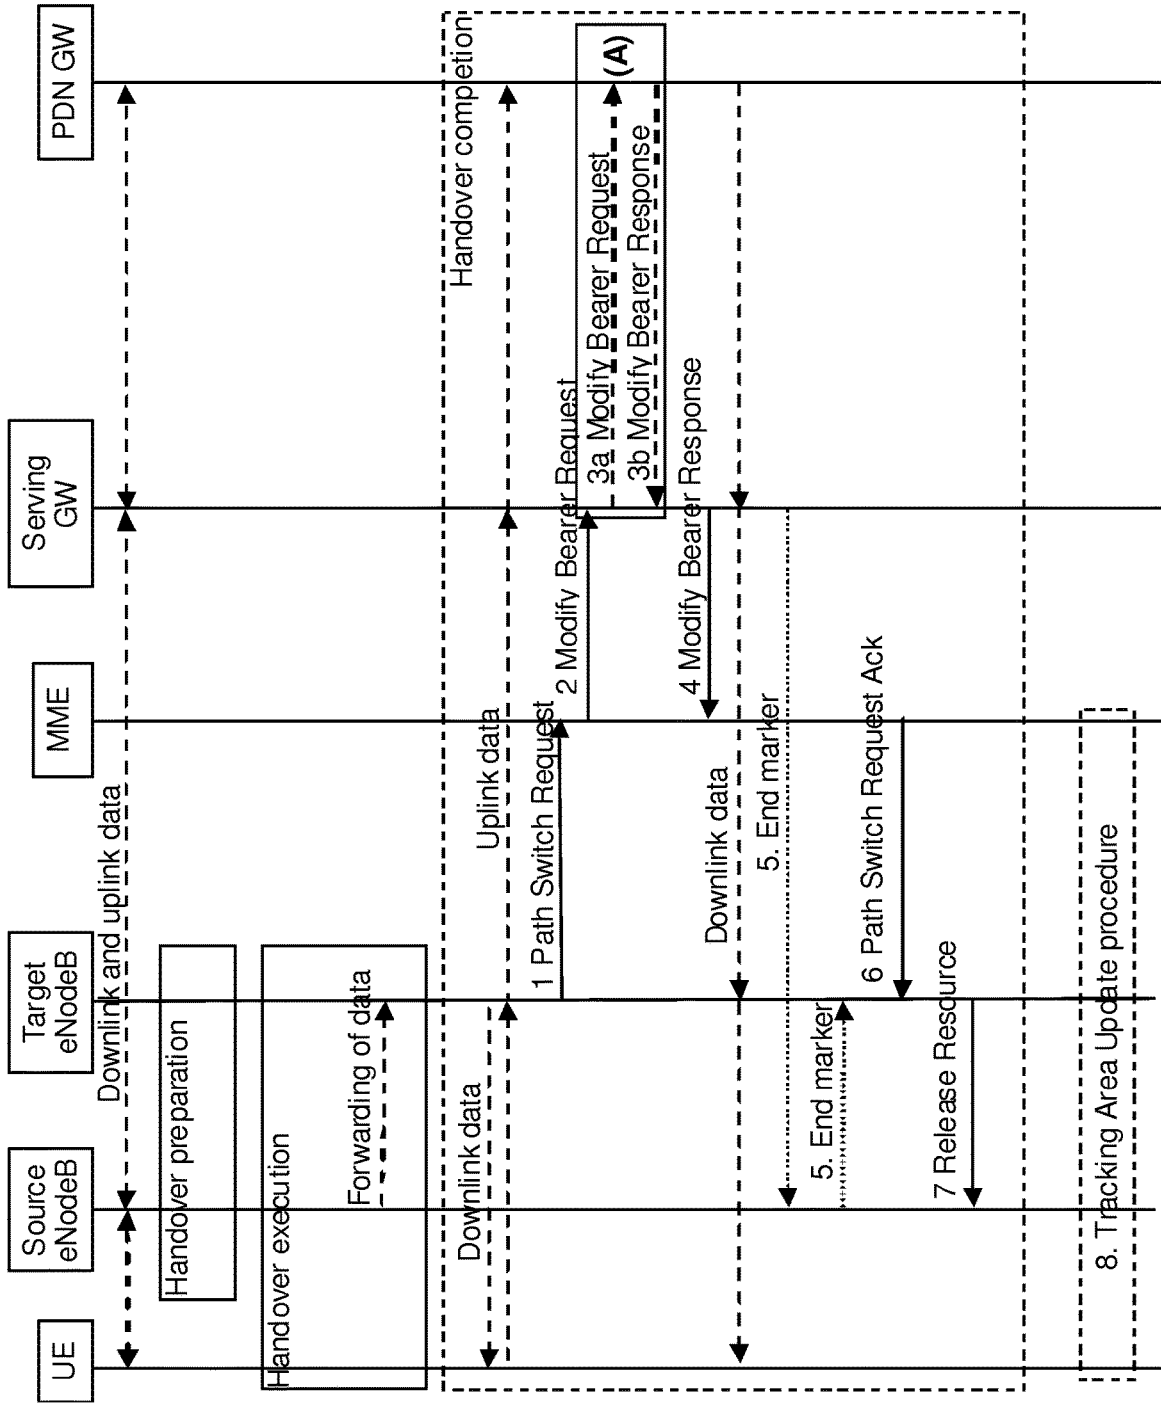 UE
Source
eNodeB
Target
eNodeB
MME
Serving
GW
PDN GW
Downlink and uplink data
Handover preparation
Handover execution
Forwarding of data
Handover completion
Downlink data
Uplink data
1 Path Switch Request
2 Modify Bearer Request
3a Modify Bearer Request
(A)
3b Modify Bearer Response
4 Modify Bearer Response
Downlink data
5. End marker
5. End marker
6 Path Switch Request Ack
7 Release Resource
8. Tracking Area Update procedure